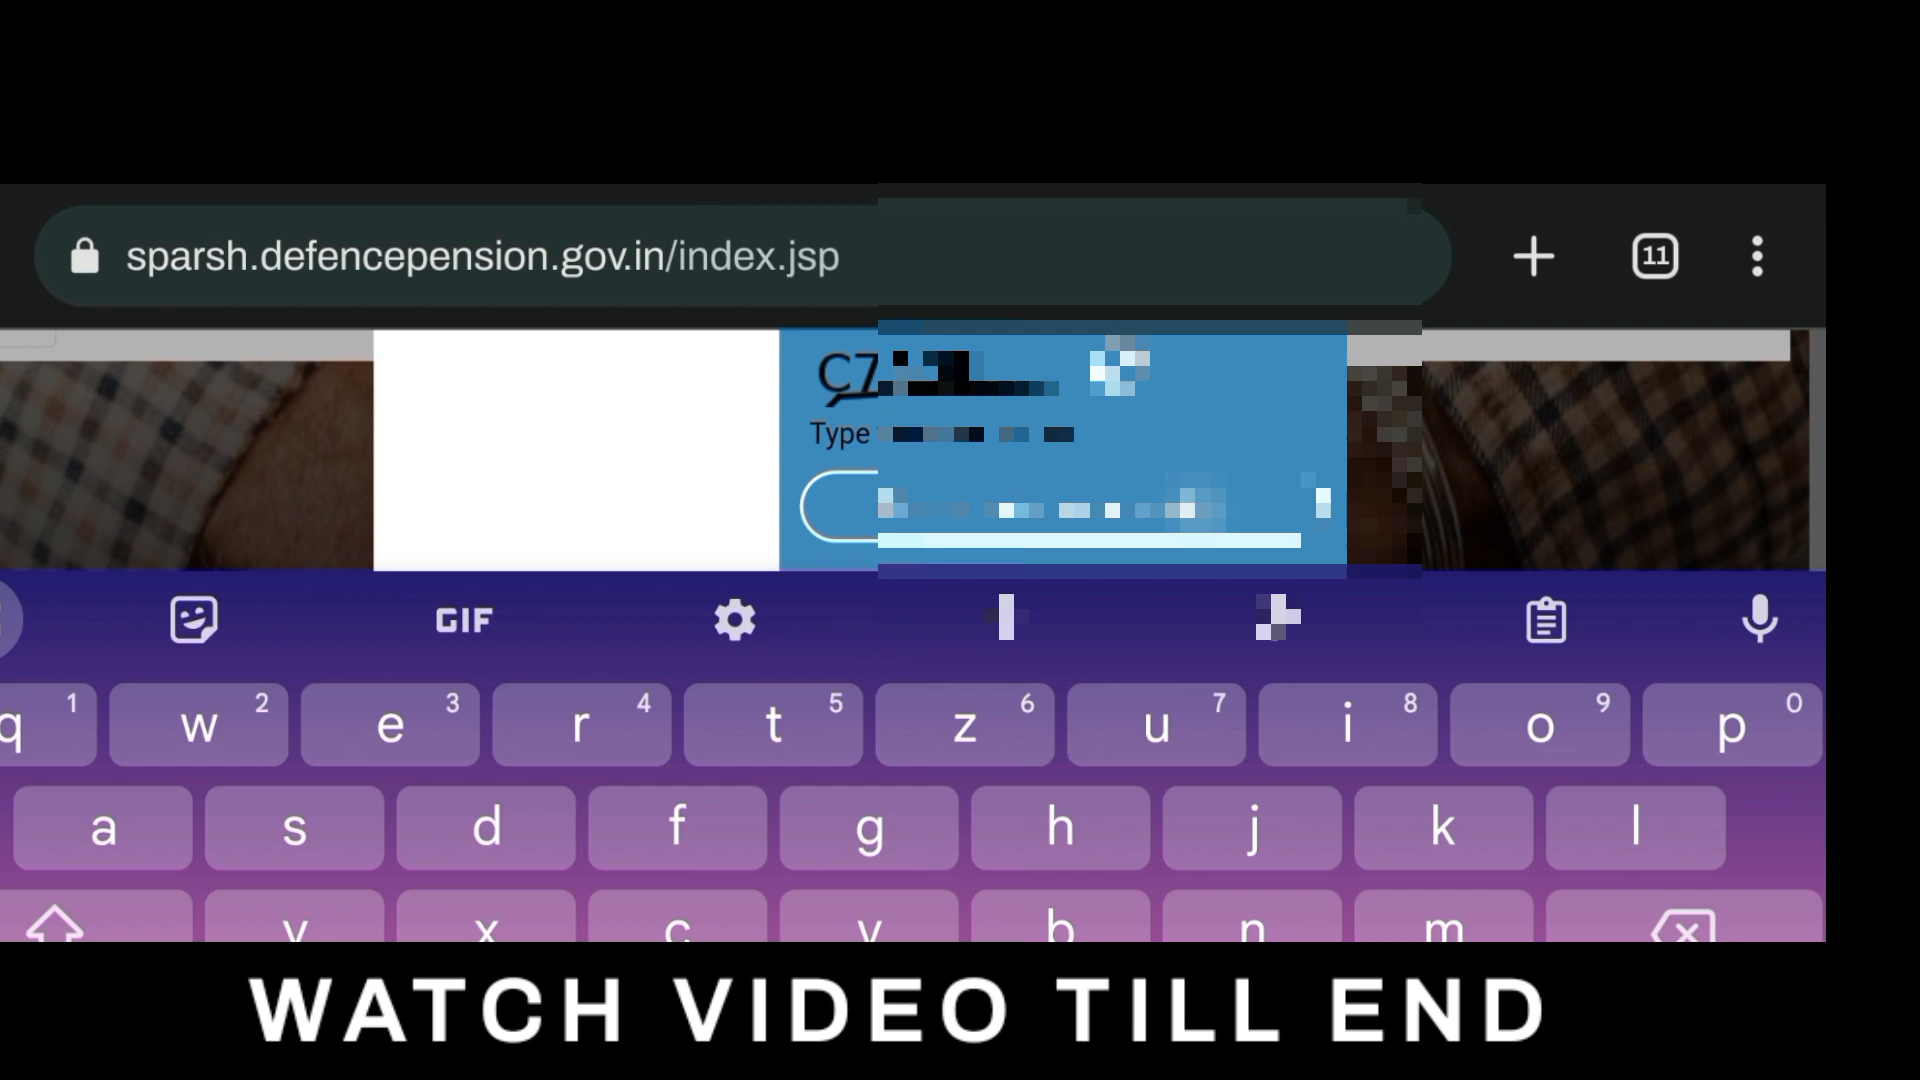 sparsh.defencepension.gov.in/index.jsp
11
C7
Type
GIF
q 1 w 2 e 3 r 4 t 5 z 6 u 7 i 8 o 9 p 0
a s d f g h j k l
y x c v b n m
WATCH VIDEO TILL END